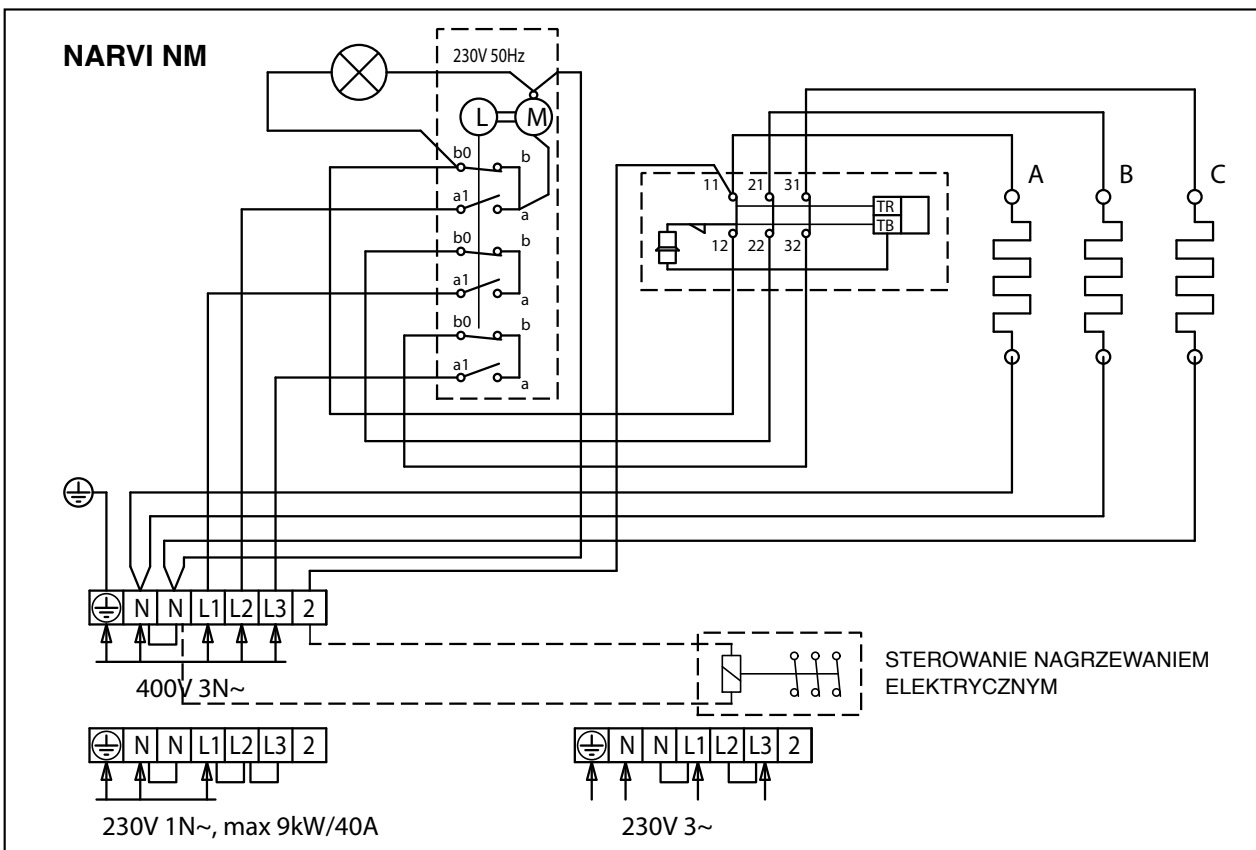 NARVI NM
230V 50Hz
L M
b0 b
a1 a
b0 b
a1 a
b0 b
a1 a
11 21 31
TR
TB
12 22 32
A B C
N N L1 L2 L3 2
400V 3N~
STEROWANIE NAGRZEWANIEM
ELEKTRYCZNYM
N N L1 L2 L3 2
230V 1N~, max 9kW/40A
N N L1 L2 L3 2
230V 3~